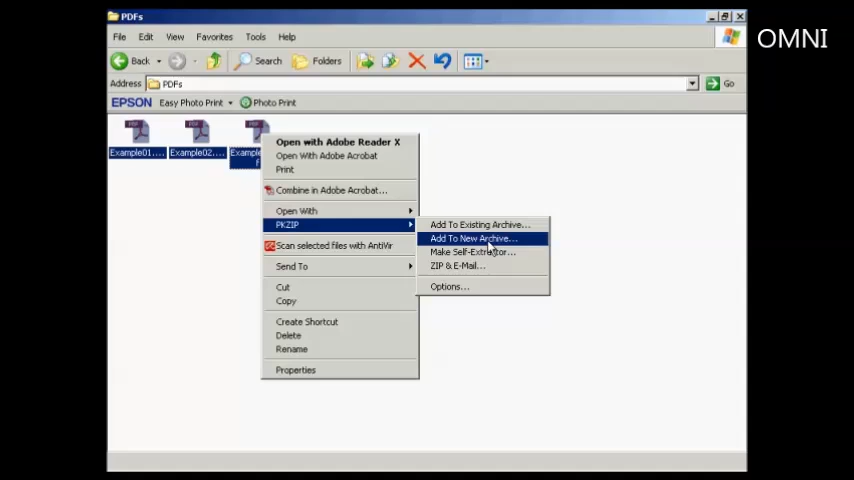 PDFs
OMNI
File Edit View Favorites Tools Help
Back Search Folders
Address PDFs Go
EPSON Easy Photo Print Photo Print
Example01.... Example02.... Example
f
Open with Adobe Reader X
Open With Adobe Acrobat
Print
Combine in Adobe Acrobat...
Open With
PKZIP
Scan selected files with AntiVir
Send To
Cut
Copy
Create Shortcut
Delete
Rename
Properties
Add To Existing Archive...
Add To New Archive...
Make Self-Extractor...
ZIP & E-Mail...
Options...